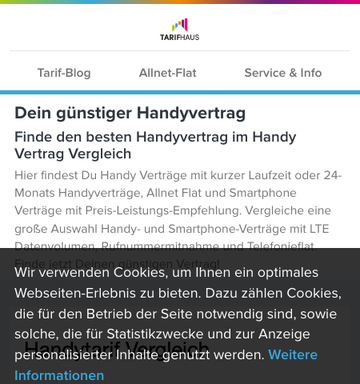 TARIFHAUS
Tarif-Blog
Allnet-Flat
Service & Info
Dein günstiger Handyvertrag
Finde den besten Handyvertrag im Handy
Vertrag Vergleich
Hier findest Du Handy Verträge mit kurzer Laufzeit oder 24-
Monats Handyverträge, Allnet Flat und Smartphone
Verträge mit Preis-Leistungs-Empfehlung. Vergleiche eine
große Auswahl Handy- und Smartphone-Verträge mit LTE
Datenvolumen, Rufnummermitnahme und Telefonieflat.
Finde jetzt Deinen günstigen Vertrag!
Wir verwenden Cookies, um Ihnen ein optimales
Webseiten-Erlebnis zu bieten. Dazu zählen Cookies,
die für den Betrieb der Seite notwendig sind, sowie
solche, die für Statistikzwecke und zur Anzeige
personalisierter Inhalte genutzt werden. Weitere
Informationen
Handytarif Vergleich